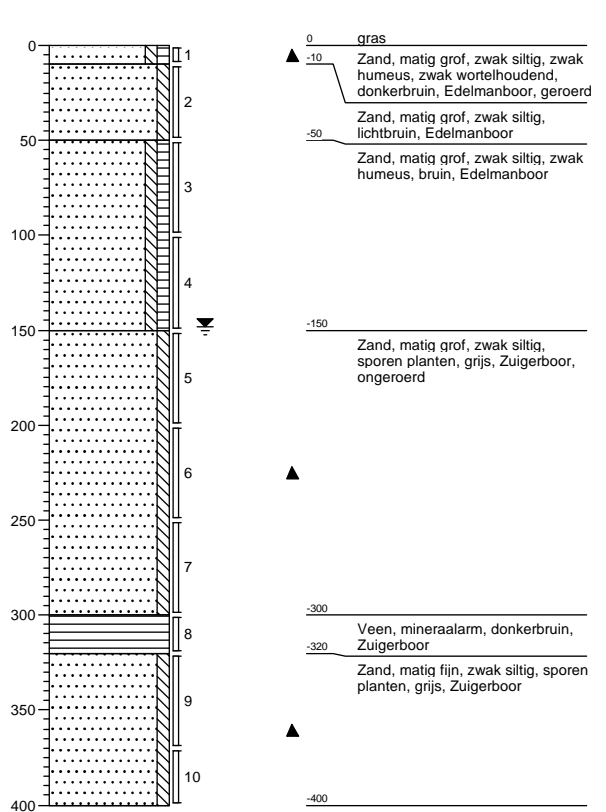 0
50
100
150
200
250
300
350
400
1
2
3
4
5
6
7
8
9
10
0 gras
-10
Zand, matig grof, zwak siltig, zwak
humeus, zwak wortelhoudend,
donkerbruin, Edelmanboor, geroerd
Zand, matig grof, zwak siltig,
lichtbruin, Edelmanboor
-50
Zand, matig grof, zwak siltig, zwak
humeus, bruin, Edelmanboor
-150
Zand, matig grof, zwak siltig,
sporen planten, grijs, Zuigerboor,
ongeroerd
-300
Veen, mineraalarm, donkerbruin,
Zuigerboor
-320
Zand, matig fijn, zwak siltig, sporen
planten, grijs, Zuigerboor
-400